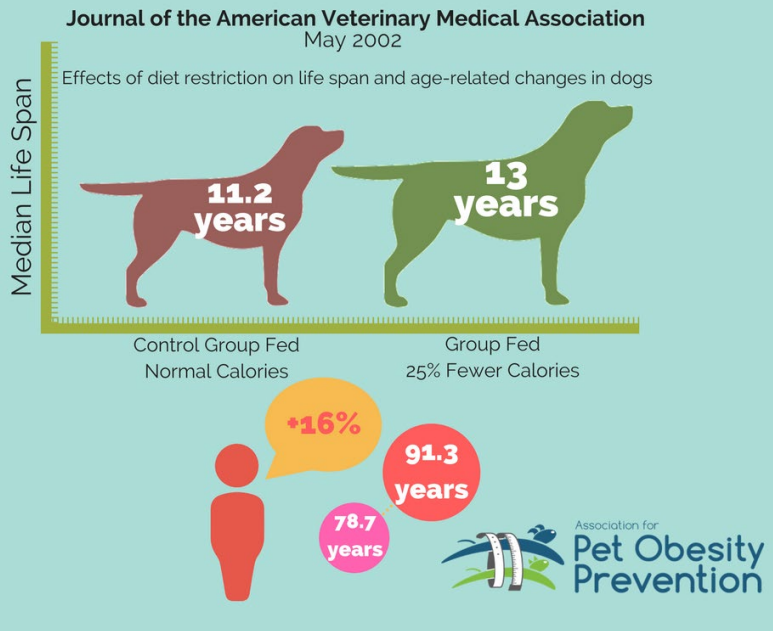 Journal of the American Veterinary Medical Association
May 2002
Effects of diet restriction on life span and age-related changes in dogs
Median Life Span
11.2
years
13
years
Control Group Fed
Normal Calories
Group Fed
25% Fewer Calories
+16%
91.3
years
78.7
years
Association for
Pet Obesity
Prevention